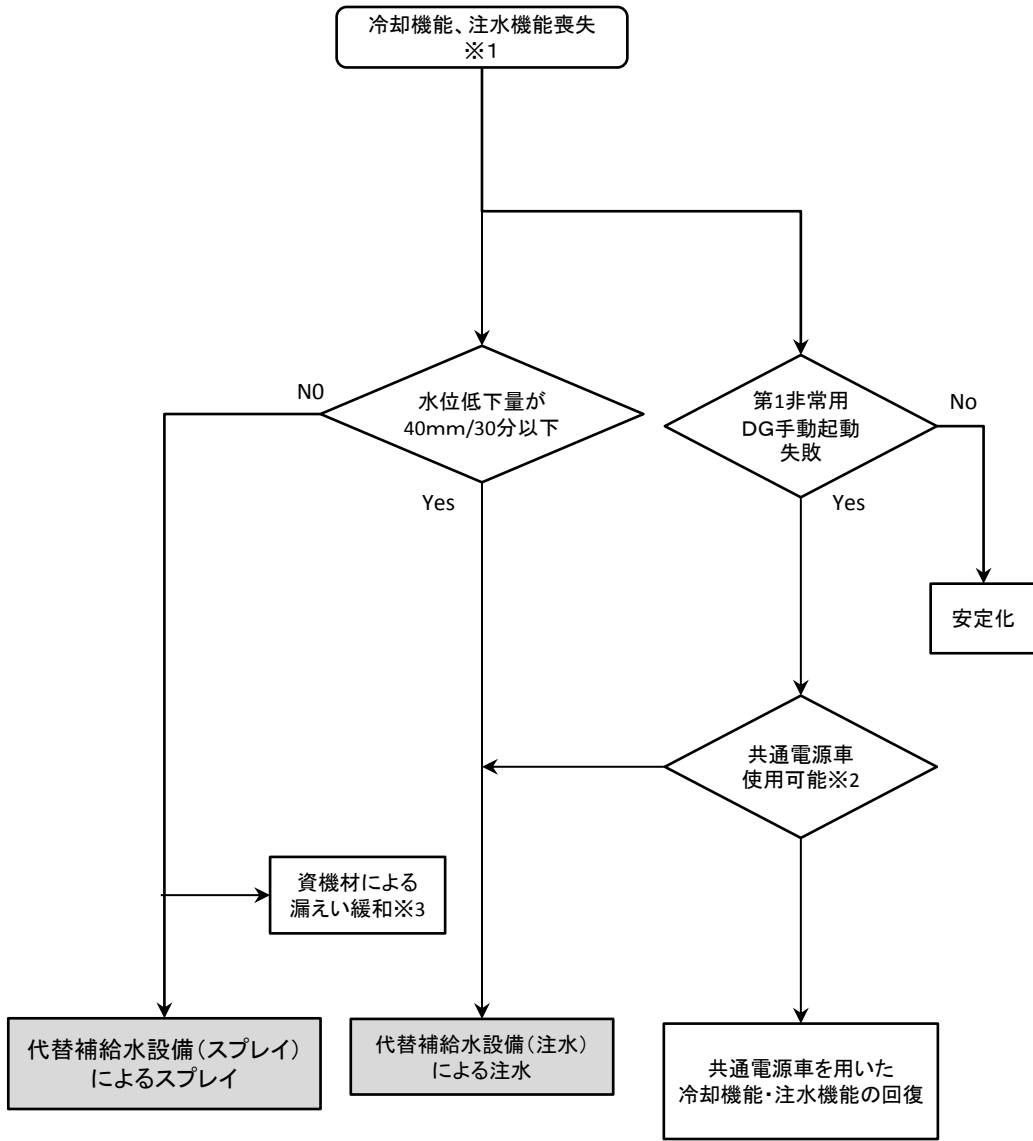 冷却機能、注水機能喪失
※1
水位低下量が
40mm/30分以下
N0
Yes
第1非常用
DG手動起動
失敗
No
Yes
安定化
共通電源車
使用可能※2
資機材による
漏えい緩和※3
代替補給水設備(スプレイ)
によるスプレイ
代替補給水設備(注水)
による注水
共通電源車を用いた
冷却機能・注水機能の回復